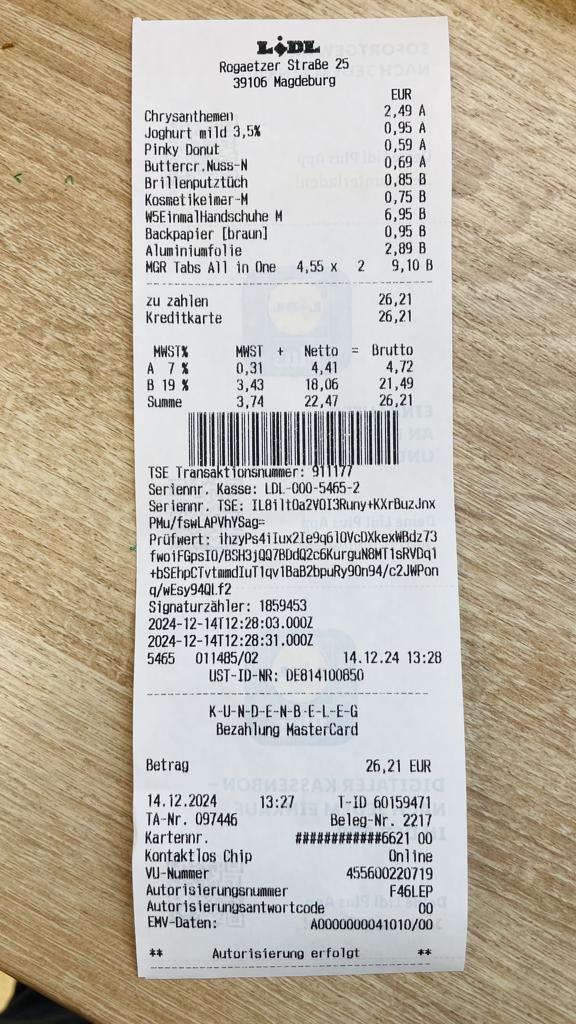 LIDL
Rogaetzer Straße 25
39106 Magdeburg
EUR
Chrysanthemen 2,49 A
Joghurt mild 3,5% 0,95 A
Pinky Donut 0,59 A
Buttercr.Nuss-N 0,69 A
Brillenputztüch 0,85 B
Kosmetikeimer-M 0,75 B
W5EinmalHandschuhe M 6,95 B
Backpapier [braun] 0,95 B
Aluminiumfolie 2,89 B
MGR Tabs All in One 4,55 x 2 9,10 B
zu zahlen 26,21
Kreditkarte 26,21
MWST% MWST + Netto = Brutto
A 7 % 0,31 4,41 4,72
B 19 % 3,43 18,06 21,49
Summe 3,74 22,47 26,21
TSE Transaktionsnummer: 911177
Seriennr. Kasse: LDL-000-5465-2
Seriennr. TSE: IL8ilt0a2VOI3Runy+KXrBuzJnx
PMu/fswLAPVhYSag=
Prüfwert: ihzyPs4iIux2le9q6l0VcDXkexWBdz73
fwoiFGpsIO/BSH3jQQ7BDdQ2c6KurguN8MT1sRVDq1
+bSEhpCTvtmmdIuT1qv1BaB2bpuRy90n94/c2JWPon
q/wEsy94QLf2
Signaturzähler: 1859453
2024-12-14T12:28:03.000Z
2024-12-14T12:28:31.000Z
5465 011485/02 14.12.24 13:28
UST-ID-NR: DE814100850
K-U-N-D-E-N-B-E-L-E-G
Bezahlung MasterCard
Betrag 26,21 EUR
14.12.2024 13:27 T-ID 60159471
TA-Nr. 097446 Beleg-Nr. 2217
Kartennr. ############6621 00
Kontaktlos Chip Online
VU-Nummer 455600220719
Autorisierungsnummer F46LEP
Autorisierungsantwortcode 00
EMV-Daten: A0000000041010/00
** Autorisierung erfolgt **